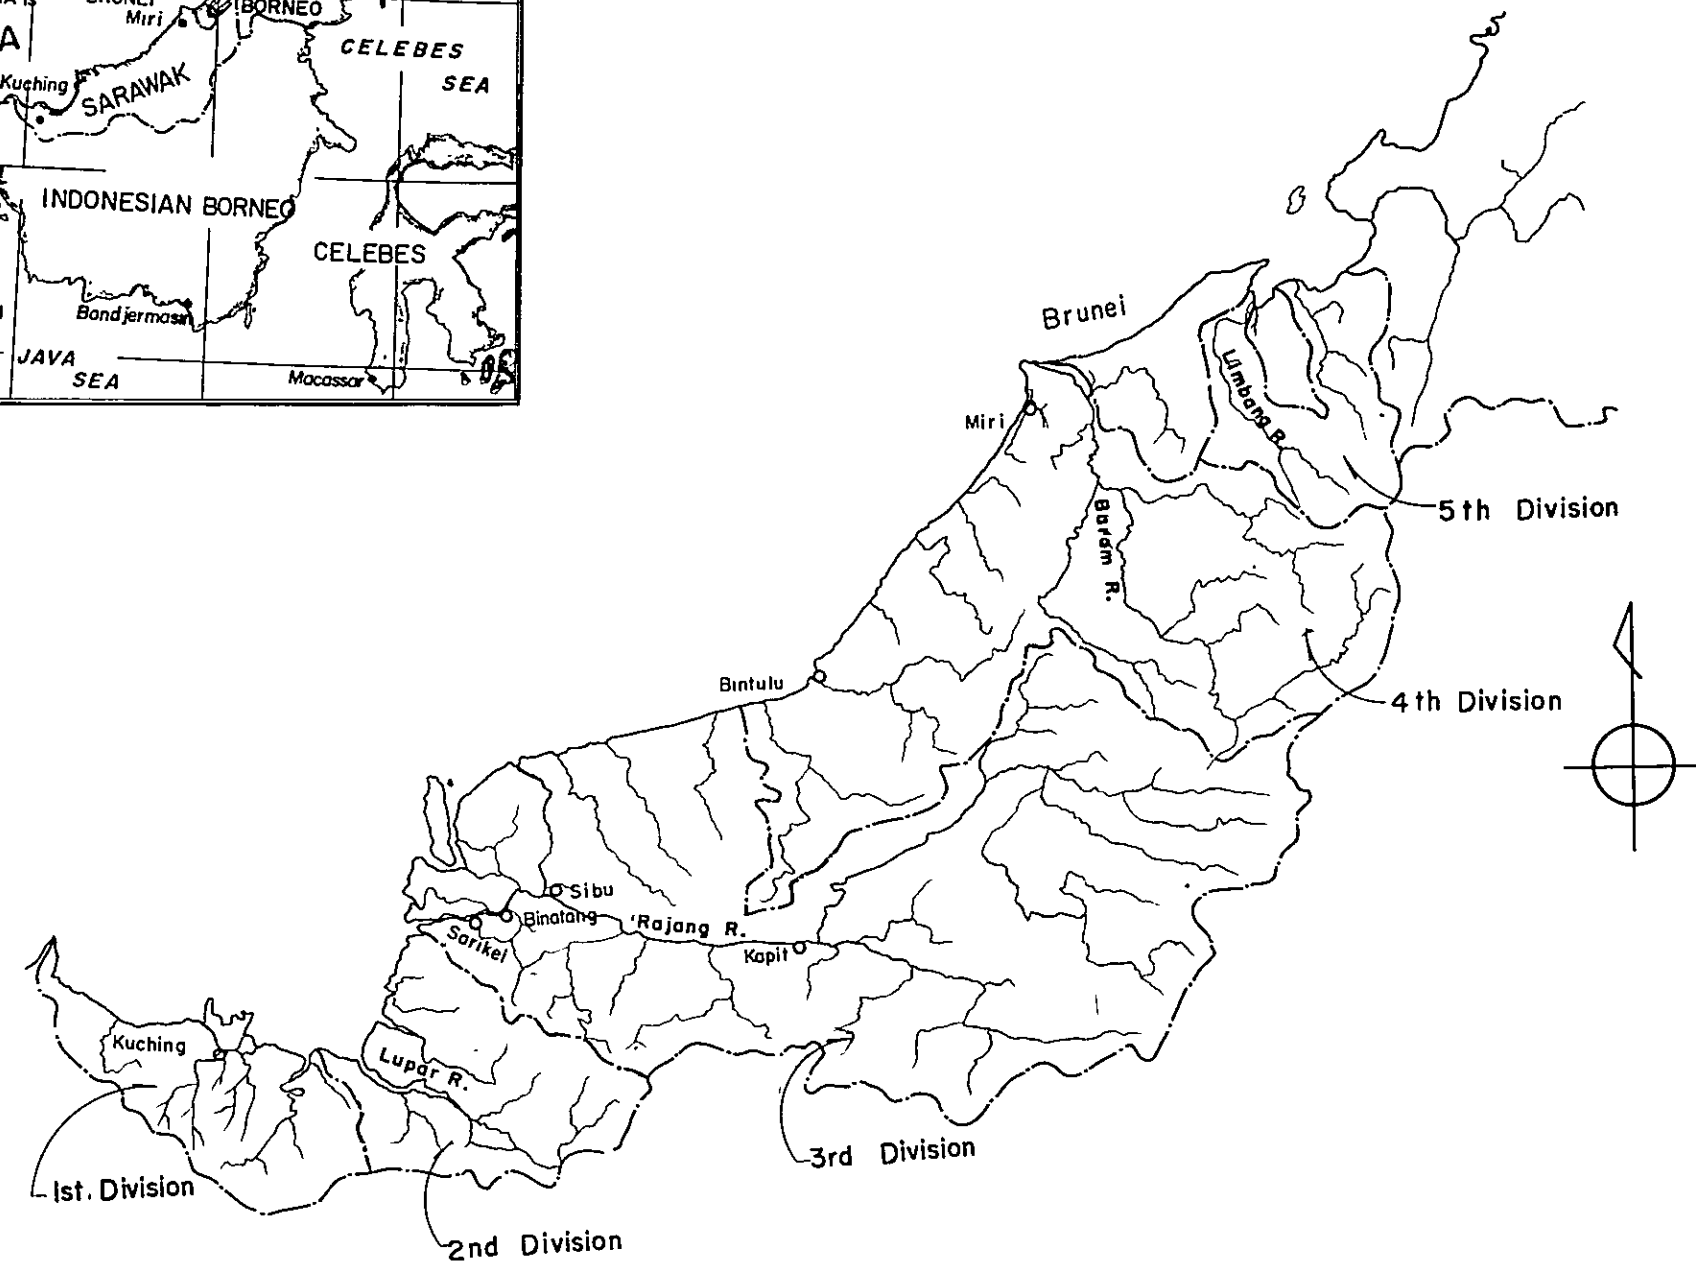 BRUNEI
BORNEO
Miri
CELEBES
SEA
Kuching
SARAWAK
INDONESIAN BORNEO
CELEBES
Bandjermasin
JAVA
SEA
Macassar
Brunei
Limbang R.
Miri
5th Division
Baram R.
Bintulu
4th Division
Sibu
Binatang
Rajang R.
Sarikei
Kapit
Kuching
Lupar R.
3rd Division
1st. Division
2nd Division